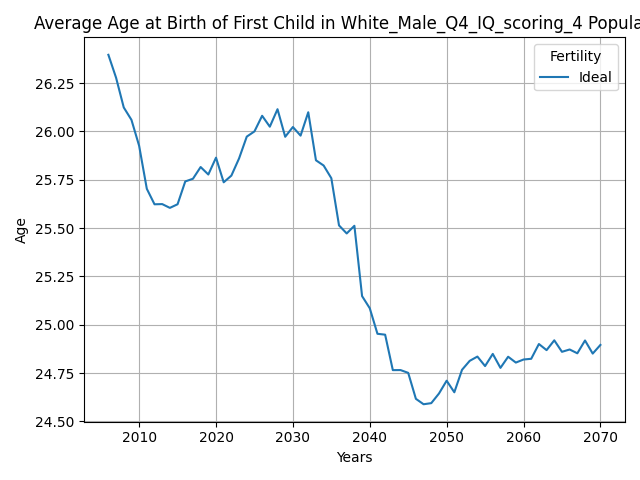 Average Age at Birth of First Child in White_Male_Q4_IQ_scoring_4 Popula
Fertility
Ideal
26.25
26.00
25.75
25.50
25.25
25.00
24.75
24.50
Age
2010 2020 2030 2040 2050 2060 2070
Years